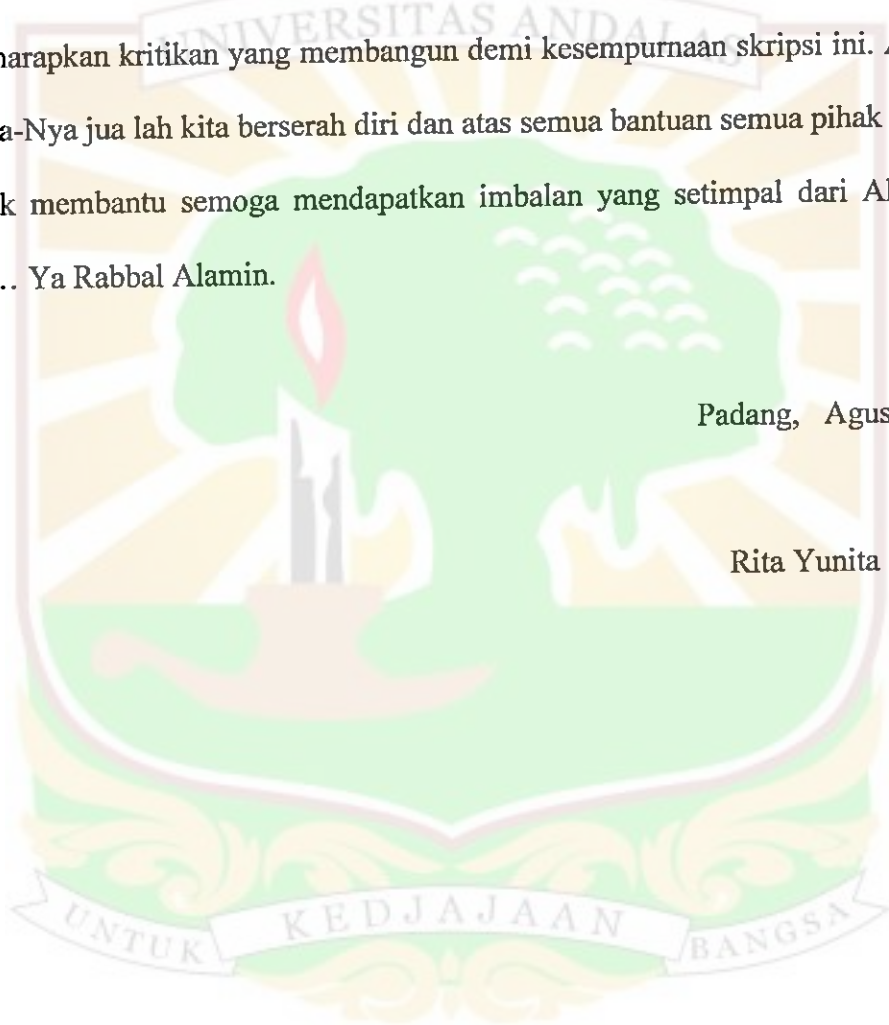 UNIVERSITAS ANDALAS
harapkan kritikan yang membangun demi kesempurnaan skripsi ini.
a-Nya jua lah kita berserah diri dan atas semua bantuan semua pihak
k membantu semoga mendapatkan imbalan yang setimpal dari Al
.. Ya Rabbal Alamin.
Padang, Agus
Rita Yunita
UNTUK KEDJAJAAN BANGSA